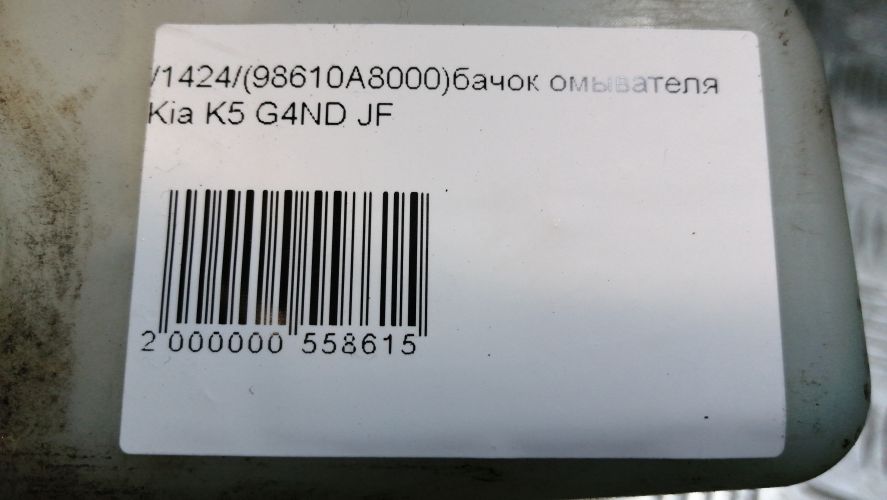 /1424/(98610A8000)бачок омывателя
Kia K5 G4ND JF
2 000000 558615